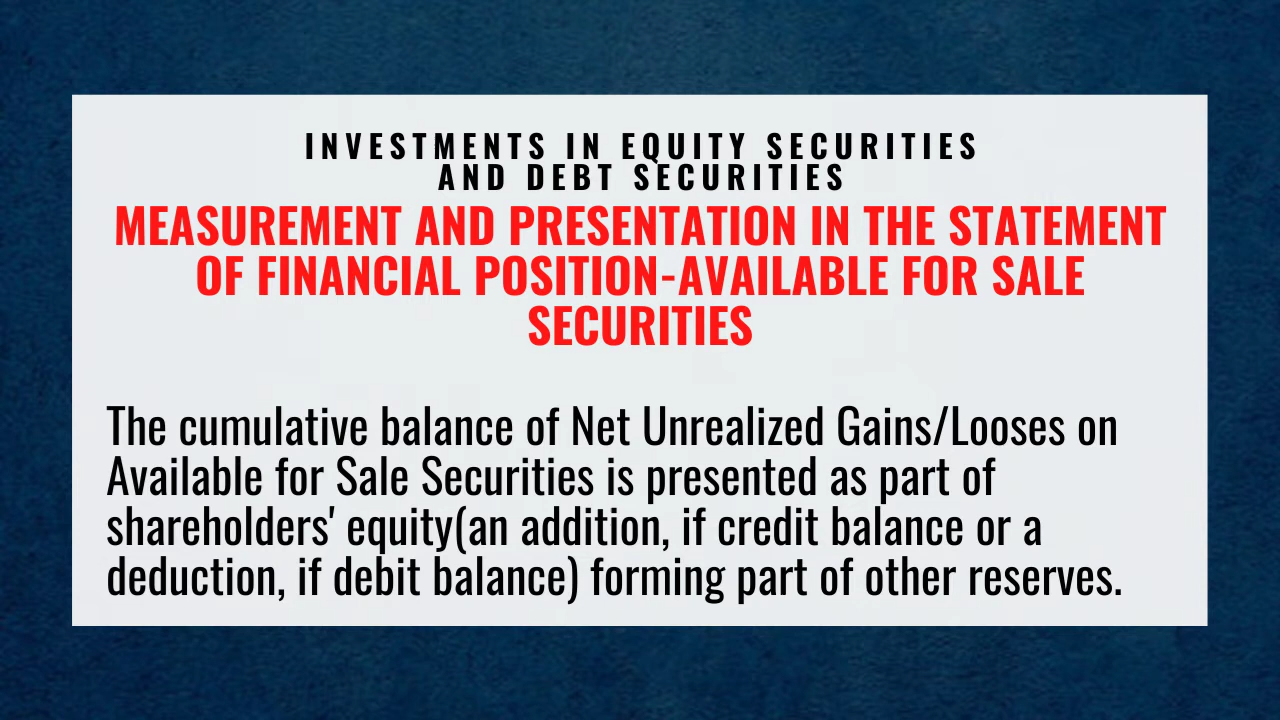 INVESTMENTS IN EQUITY SECURITIES
AND DEBT SECURITIES
MEASUREMENT AND PRESENTATION IN THE STATEMENT
OF FINANCIAL POSITION-AVAILABLE FOR SALE
SECURITIES
The cumulative balance of Net Unrealized Gains/Looses on
Available for Sale Securities is presented as part of
shareholders' equity(an addition, if credit balance or a
deduction, if debit balance) forming part of other reserves.